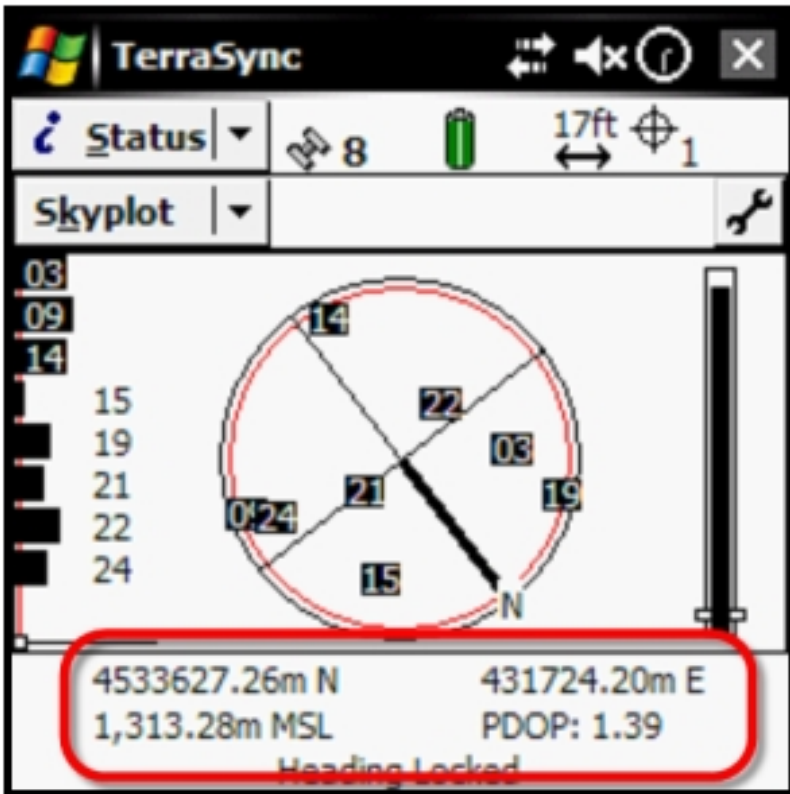 TerraSync
Status 8 17ft 1
Skyplot
03
09
14
15
19
21
22
24
14
22
03
21
19
24
15
N
4533627.26m N 431724.20m E
1,313.28m MSL PDOP: 1.39
Heading Locked